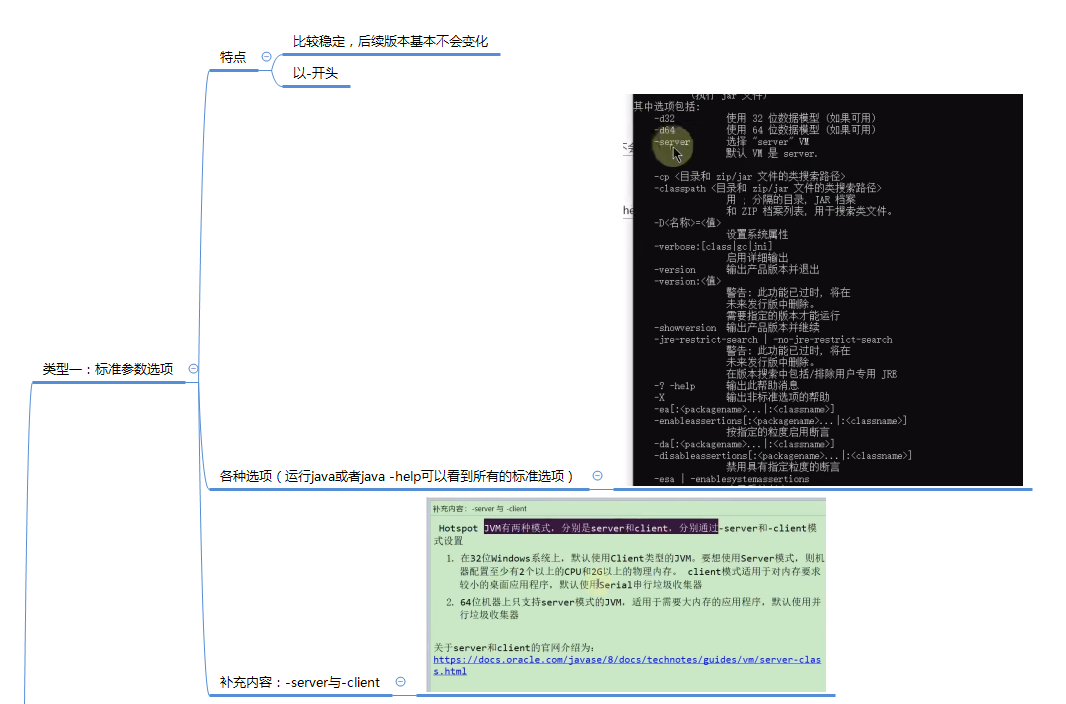 特点
比较稳定，后续版本基本不会变化
以-开头
类型一：标准参数选项
各种选项（运行java或者java -help可以看到所有的标准选项）
he
(执行 jar 文件)
其中选项包括:
-d32 使用 32 位数据模型 (如果可用)
-d64 使用 64 位数据模型 (如果可用)
-server 选择 "server" VM
默认 VM 是 server.
-cp <目录和 zip/jar 文件的类搜索路径>
-classpath <目录和 zip/jar 文件的类搜索路径>
用 ; 分隔的目录, JAR 档案
和 ZIP 档案列表, 用于搜索类文件。
-D<名称>=<值>
设置系统属性
-verbose:[class|gc|jni]
启用详细输出
-version 输出产品版本并退出
-version:<值>
警告: 此功能已过时, 将在
未来发行版中删除。
需要指定的版本才能运行
-showversion 输出产品版本并继续
-jre-restrict-search | -no-jre-restrict-search
警告: 此功能已过时, 将在
未来发行版中删除。
在版本搜索中包括/排除用户专用 JRE
-? -help 输出此帮助消息
-X 输出非标准选项的帮助
-ea[:<packagename>...|:<classname>]
-enableassertions[:<packagename>...|:<classname>]
按指定的粒度启用断言
-da[:<packagename>...|:<classname>]
-disableassertions[:<packagename>...|:<classname>]
禁用具有指定粒度的断言
-esa | -enablesystemassertions
补充内容：-server与-client
补充内容：-server 与 -client
Hotspot JVM有两种模式，分别是server和client，分别通过-server和-client模
式设置
1. 在32位Windows系统上，默认使用Client类型的JVM。要想使用Server模式，则机
器配置至少有2个以上的CPU和2G以上的物理内存。 client模式适用于对内存要求
较小的桌面应用程序，默认使用Serial串行垃圾收集器
2. 64位机器上只支持server模式的JVM，适用于需要大内存的应用程序，默认使用并
行垃圾收集器
关于server和client的官网介绍为：
https://docs.oracle.com/javase/8/docs/technotes/guides/vm/server-clas
s.html